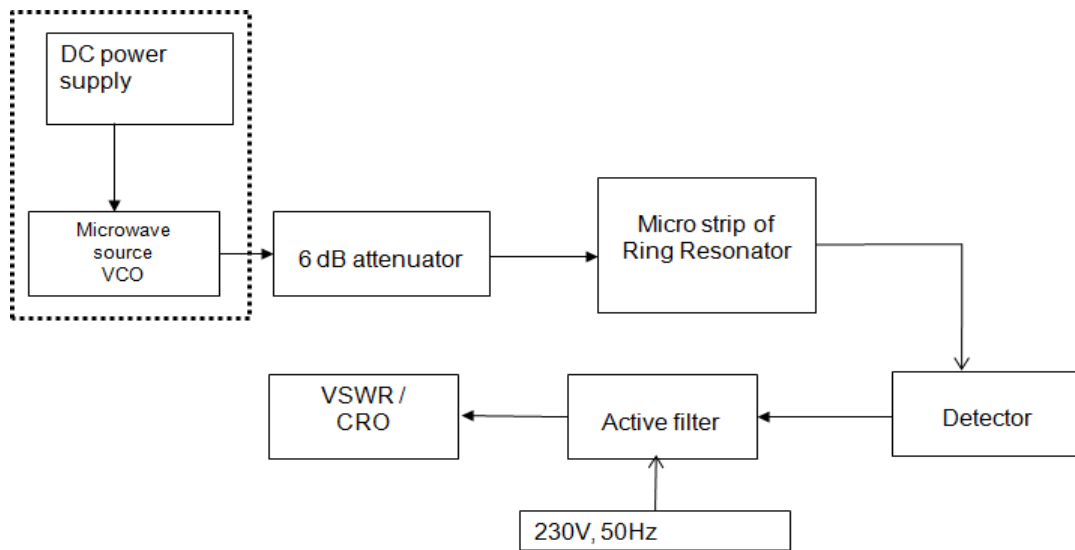 DC power
supply
Microwave
source
VCO
6 dB attenuator
Micro strip of
Ring Resonator
Detector
Active filter
VSWR /
CRO
230V, 50Hz